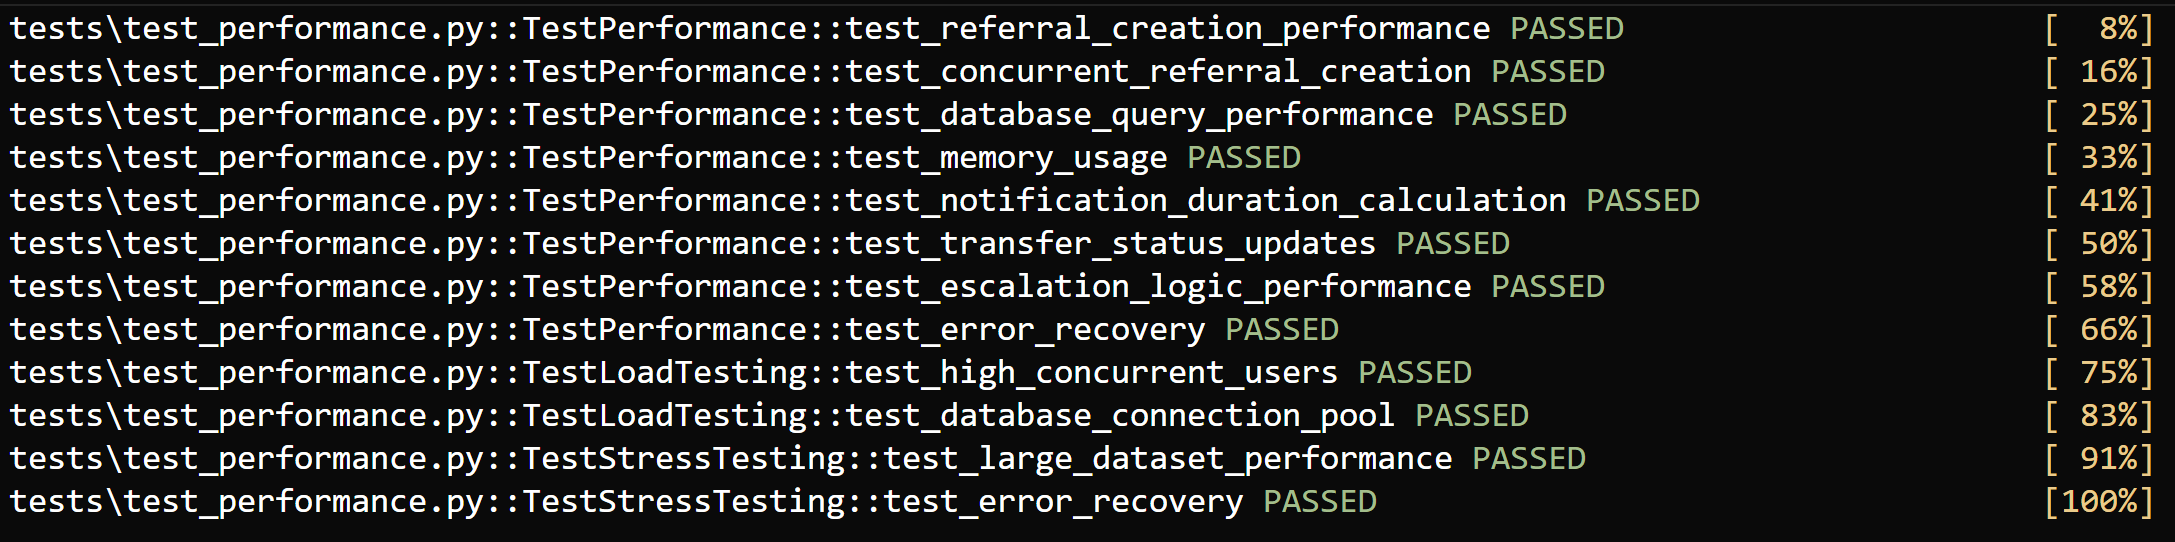 tests\test_performance.py::TestPerformance::test_referral_creation_performance PASSED [  8%]
tests\test_performance.py::TestPerformance::test_concurrent_referral_creation PASSED [ 16%]
tests\test_performance.py::TestPerformance::test_database_query_performance PASSED [ 25%]
tests\test_performance.py::TestPerformance::test_memory_usage PASSED [ 33%]
tests\test_performance.py::TestPerformance::test_notification_duration_calculation PASSED [ 41%]
tests\test_performance.py::TestPerformance::test_transfer_status_updates PASSED [ 50%]
tests\test_performance.py::TestPerformance::test_escalation_logic_performance PASSED [ 58%]
tests\test_performance.py::TestPerformance::test_error_recovery PASSED [ 66%]
tests\test_performance.py::TestLoadTesting::test_high_concurrent_users PASSED [ 75%]
tests\test_performance.py::TestLoadTesting::test_database_connection_pool PASSED [ 83%]
tests\test_performance.py::TestStressTesting::test_large_dataset_performance PASSED [ 91%]
tests\test_performance.py::TestStressTesting::test_error_recovery PASSED [100%]